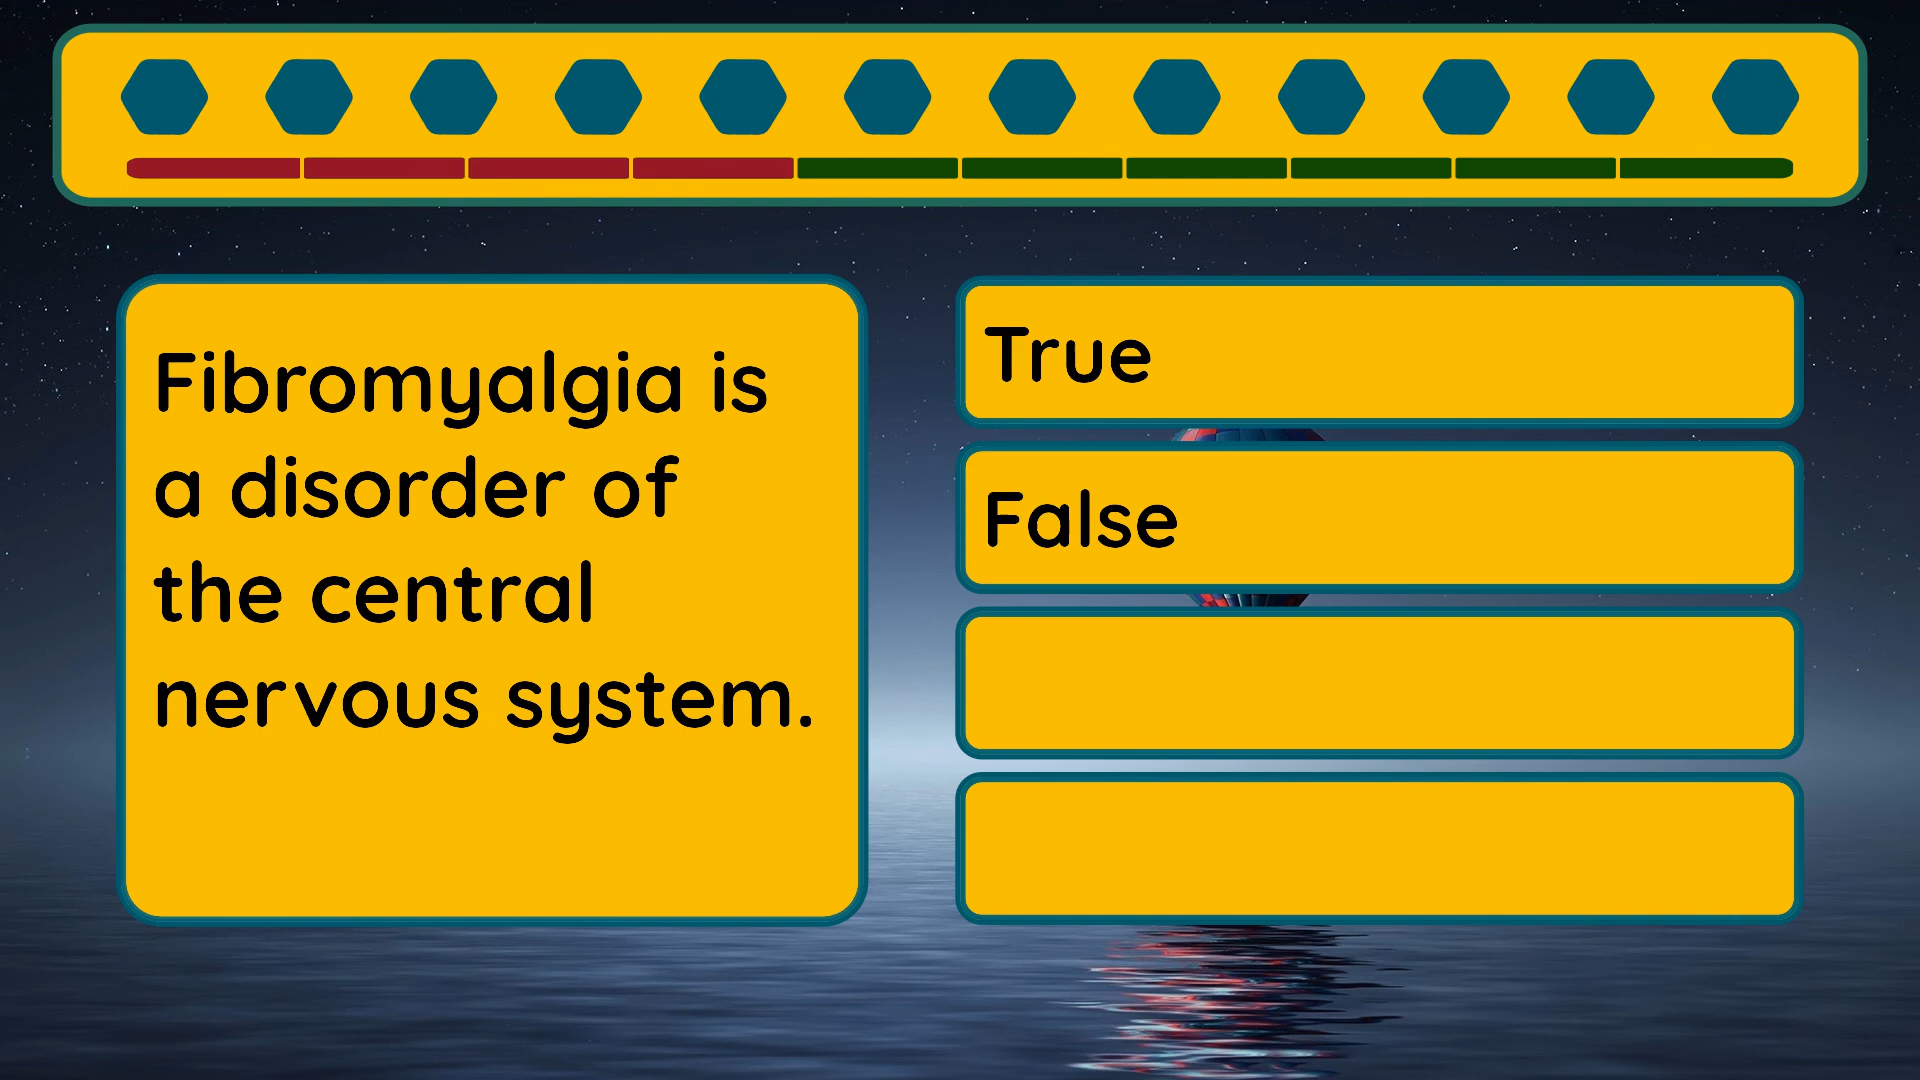 Fibromyalgia is
a disorder of
the central
nervous system.
True
False